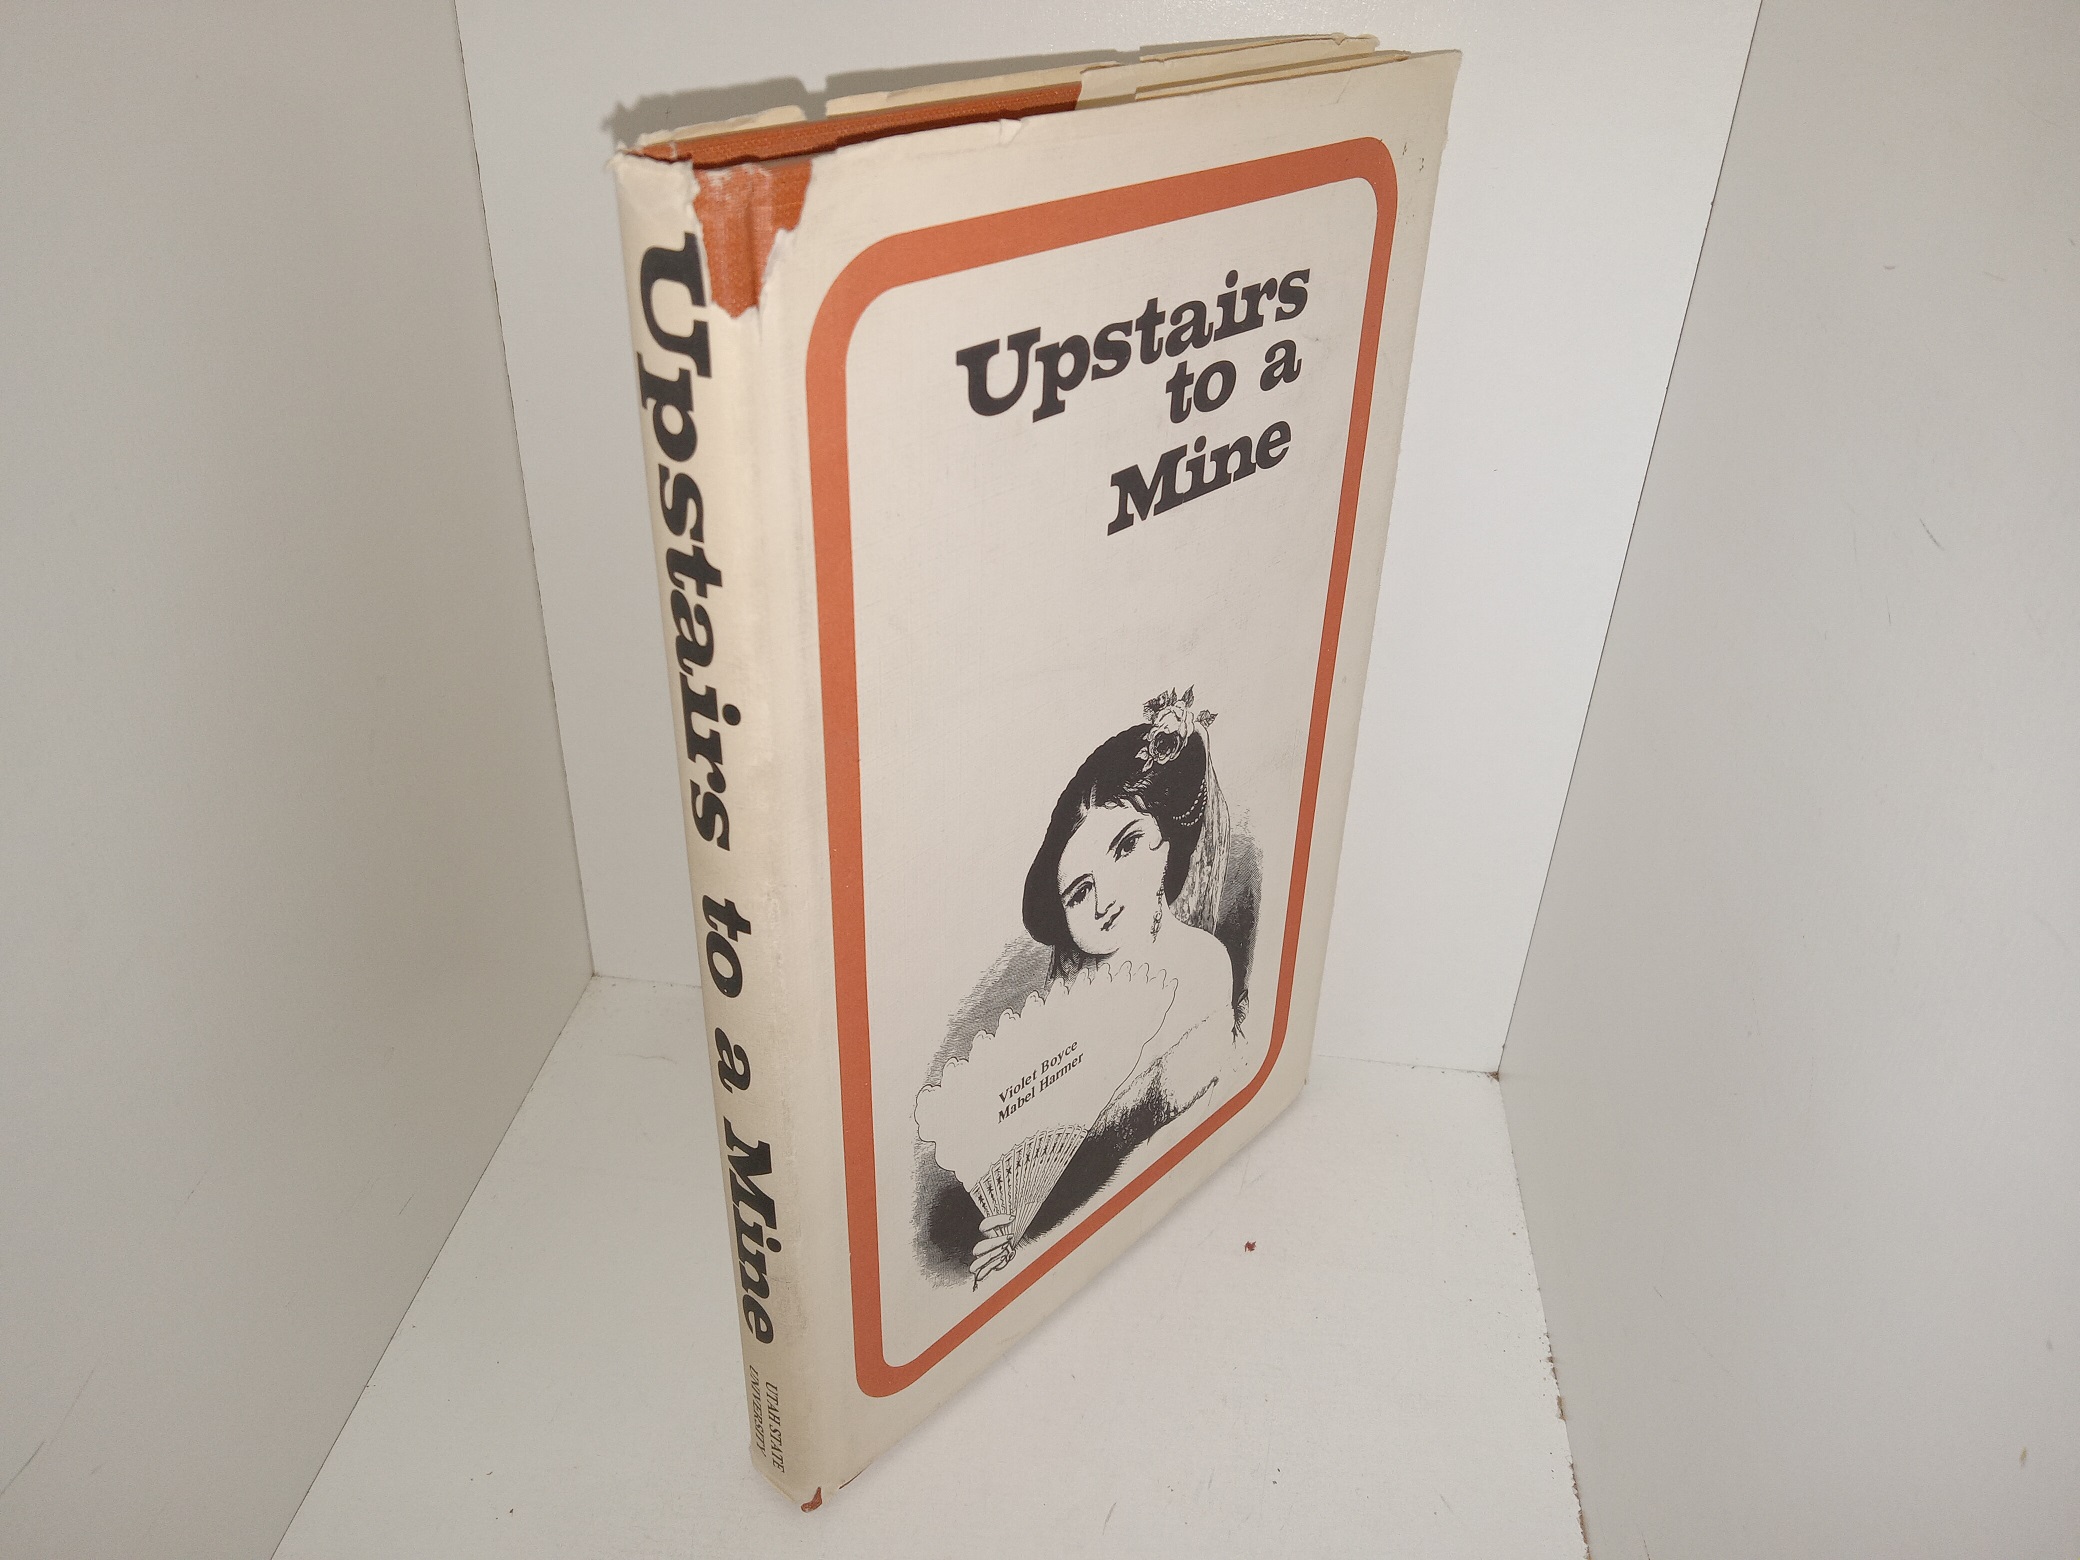 Upstairs to a Mine
UTAH STATE
UNIVERSITY
Upstairs
to a
Mine
Violet Boyce
Mabel Harmer